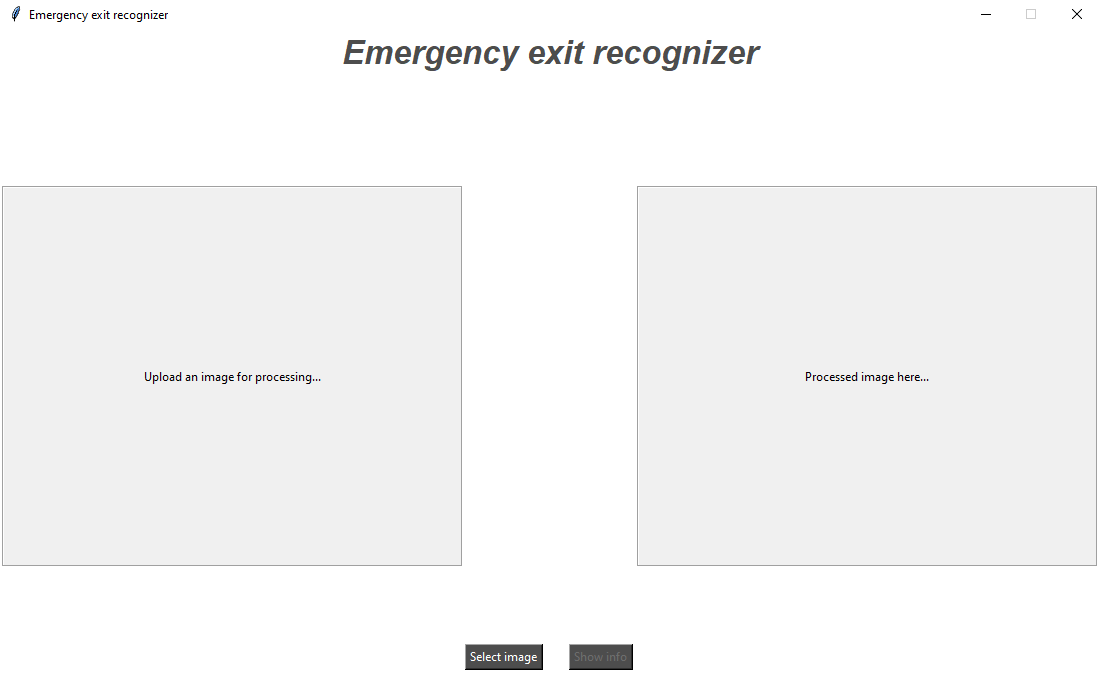 Emergency exit recognizer
Emergency exit recognizer
Upload an image for processing...
Processed image here...
Select image
Show info